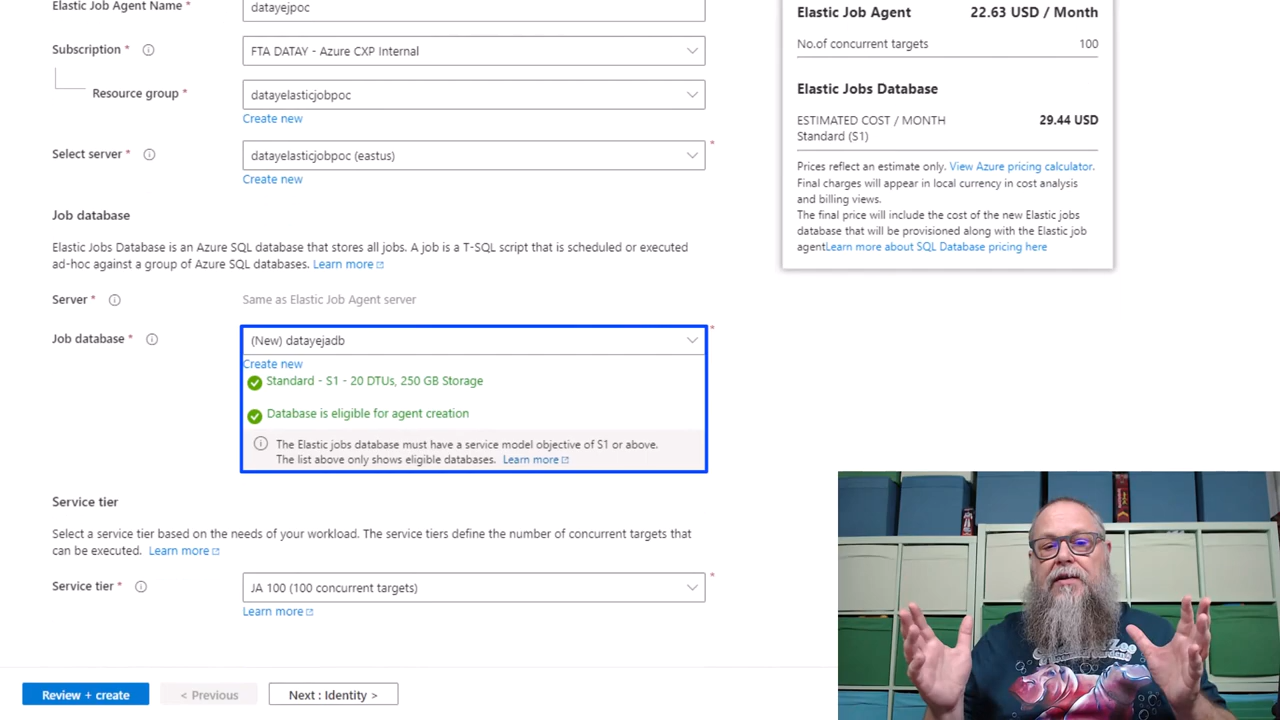 Elastic Job Agent Name *
datayejpoc
Subscription *
FTA DATAY - Azure CXP Internal
Resource group *
datayelasticjobpoc
Create new
Select server *
datayelasticjobpoc (eastus)
*
Create new
Job database
Elastic Jobs Database is an Azure SQL database that stores all jobs. A job is a T-SQL script that is scheduled or executed
ad-hoc against a group of Azure SQL databases. Learn more
Server *
Same as Elastic Job Agent server
Job database *
(New) datayejadb
*
Create new
Standard - S1 - 20 DTUs, 250 GB Storage
Database is eligible for agent creation
The Elastic jobs database must have a service model objective of S1 or above.
The list above only shows eligible databases. Learn more
Service tier
Select a service tier based on the needs of your workload. The service tiers define the number of concurrent targets that
can be executed. Learn more
Service tier *
JA 100 (100 concurrent targets)
*
Learn more
Review + create
< Previous
Next : Identity >
Elastic Job Agent
22.63 USD / Month
No.of concurrent targets
100
Elastic Jobs Database
ESTIMATED COST / MONTH
29.44 USD
Standard (S1)
Prices reflect an estimate only. View Azure pricing calculator.
Final charges will appear in local currency in cost analysis
and billing views.
The final price will include the cost of the new Elastic jobs
database that will be provisioned along with the Elastic job
agentLearn more about SQL Database pricing here